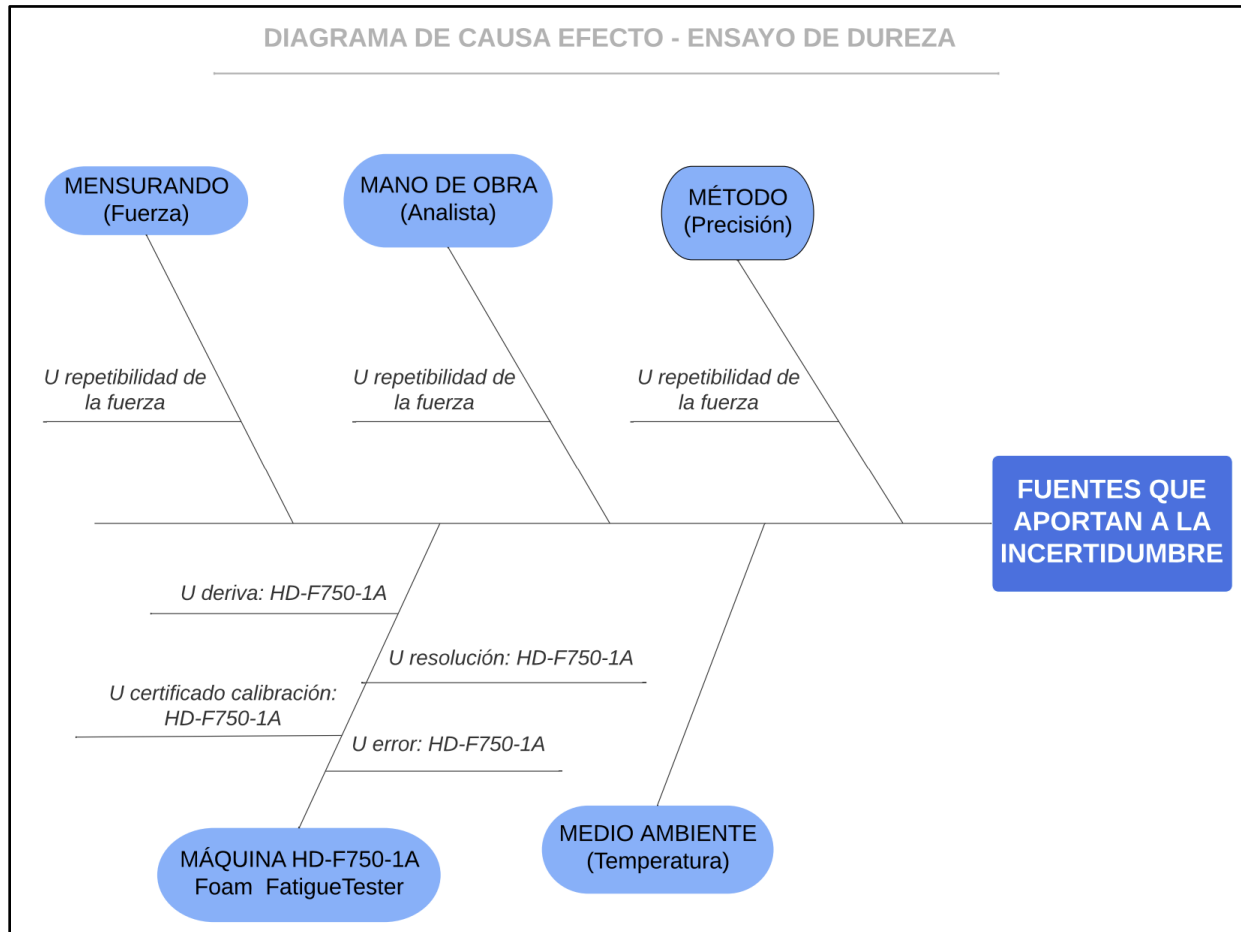 DIAGRAMA DE CAUSA EFECTO - ENSAYO DE DUREZA
MENSURANDO
(Fuerza)
MANO DE OBRA
(Analista)
MÉTODO
(Precisión)
U repetibilidad de
la fuerza
U repetibilidad de
la fuerza
U repetibilidad de
la fuerza
FUENTES QUE
APORTAN A LA
INCERTIDUMBRE
U deriva: HD-F750-1A
U resolución: HD-F750-1A
U certificado calibración:
HD-F750-1A
U error: HD-F750-1A
MÁQUINA HD-F750-1A
Foam FatigueTester
MEDIO AMBIENTE
(Temperatura)